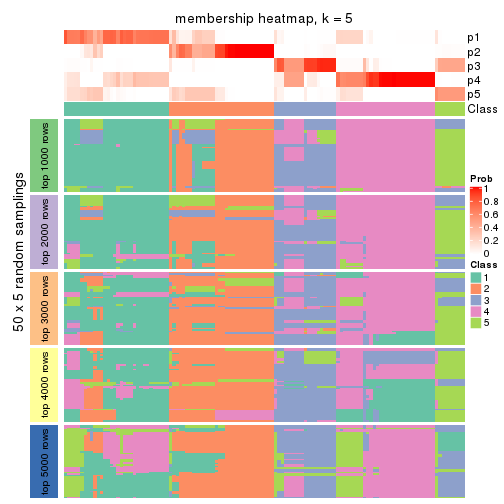 membership heatmap, k = 5
p1
p2
p3
p4
p5
Class
50 x 5 random samplings
top 1000 rows
top 2000 rows
top 3000 rows
top 4000 rows
top 5000 rows
Prob
1
0.8
0.6
0.4
0.2
0
Class
1
2
3
4
5